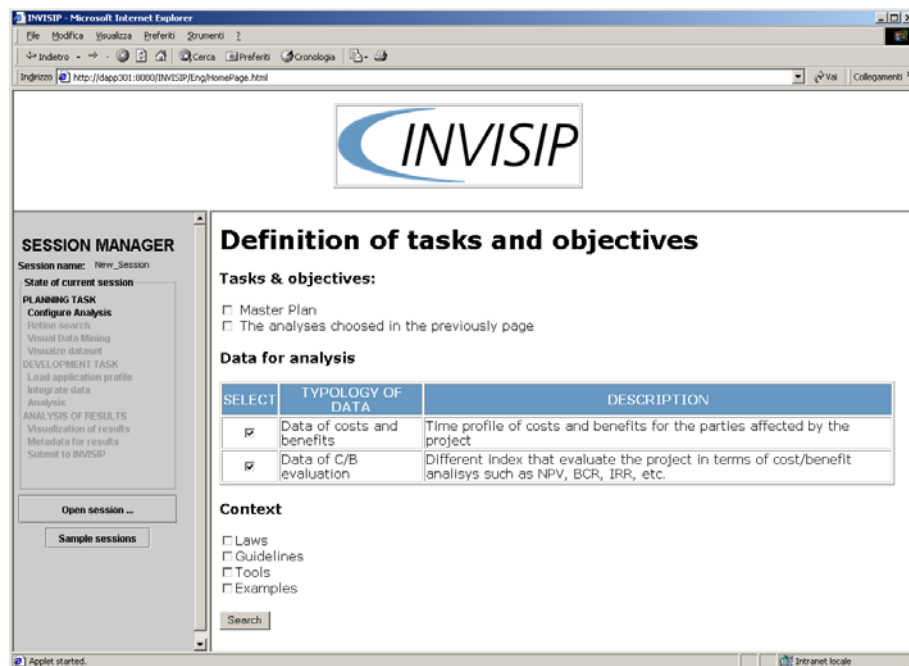 INVISIP - Microsoft Internet Explorer
File Modifica Visualizza Preferiti Strumenti ?
Indietro Cerca Preferiti Cronologia
Indirizzo http://dapp301:8080/INVISIP/Eng/HomePage.html Vai Collegamenti
INVISIP
SESSION MANAGER
Session name: New_Session
State of current session
PLANNING TASK
Configure Analysis
Refine search
Visual Data Mining
Visualze dataset
DEVELOPMENT TASK
Load application profile
Integrate data
Analysis
ANALYSIS OF RESULTS
Visualization of results
Metadata for results
Submit to INVISIP
Open session ...
Sample sessions
Definition of tasks and objectives
Tasks & objectives:
Master Plan
The analyses choosed in the previously page
Data for analysis
SELECT TYPOLOGY OF DATA DESCRIPTION
Data of costs and benefits Time profile of costs and benefits for the parties affected by the project
Data of C/B evaluation Different index that evaluate the project in terms of cost/benefit analisys such as NPV, BCR, IRR, etc.
Context
Laws
Guidelines
Tools
Examples
Search
Applet started. Intranet locale